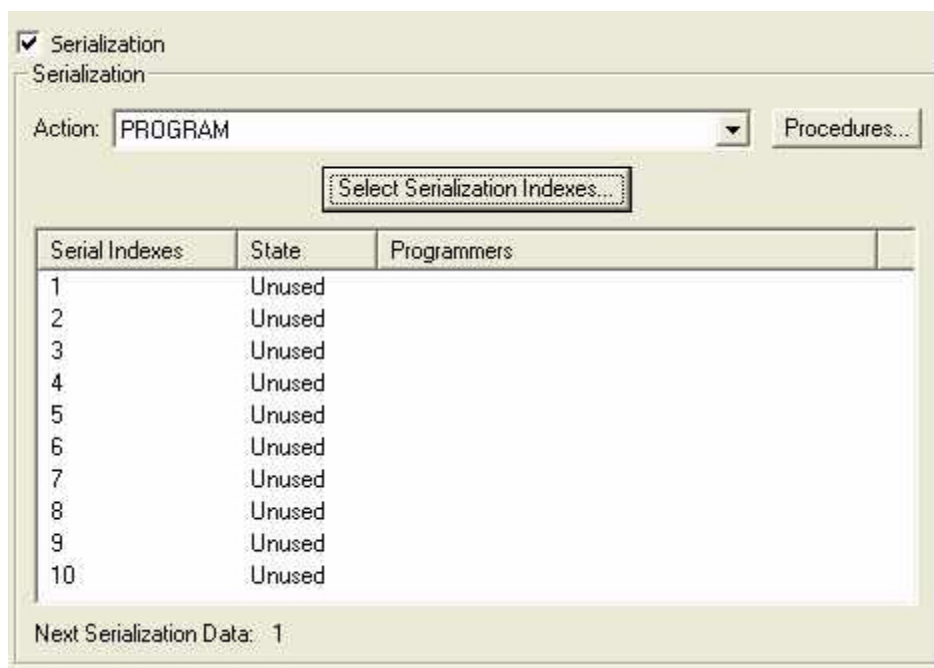 Serialization
Serialization
Action: PROGRAM Procedures...
Select Serialization Indexes...
Serial Indexes State Programmers
1 Unused
2 Unused
3 Unused
4 Unused
5 Unused
6 Unused
7 Unused
8 Unused
9 Unused
10 Unused
Next Serialization Data: 1